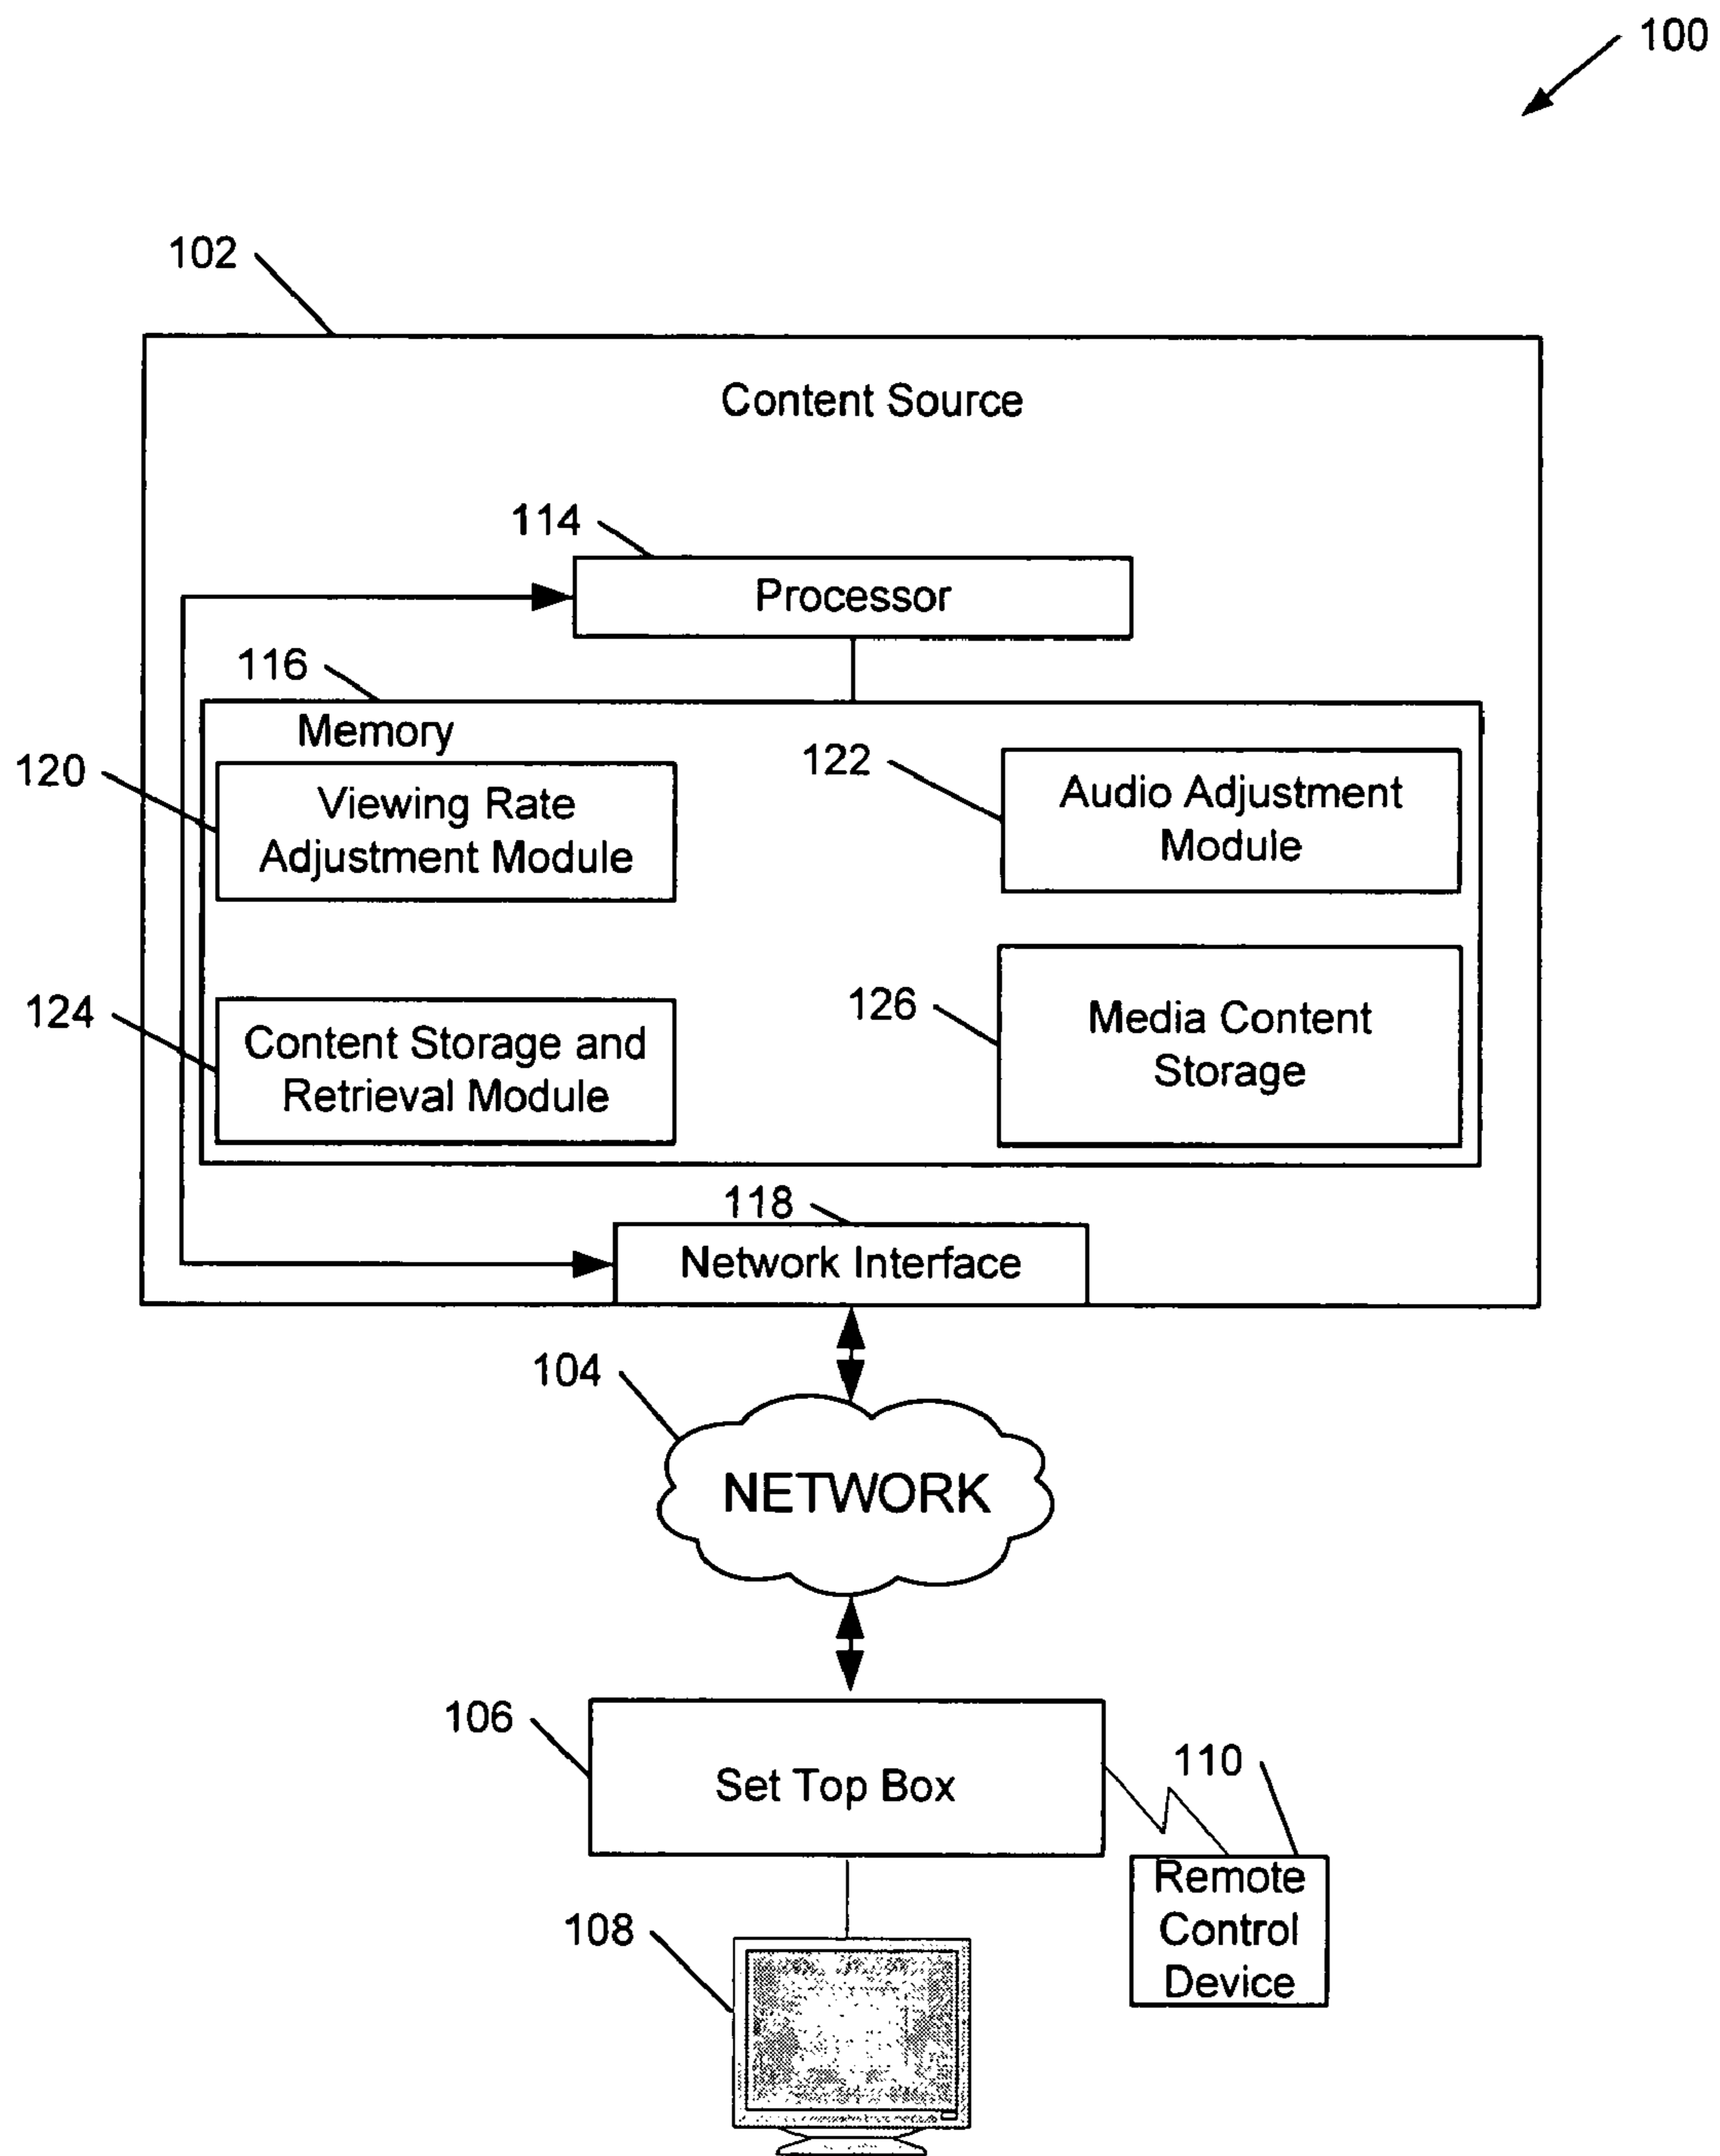 100
102
Content Source
114
Processor
116
Memory
120
Viewing Rate
Adjustment Module
122
Audio Adjustment
Module
124
Content Storage and
Retrieval Module
126
Media Content
Storage
118
Network Interface
104
NETWORK
106
Set Top Box
110
Remote
Control
Device
108